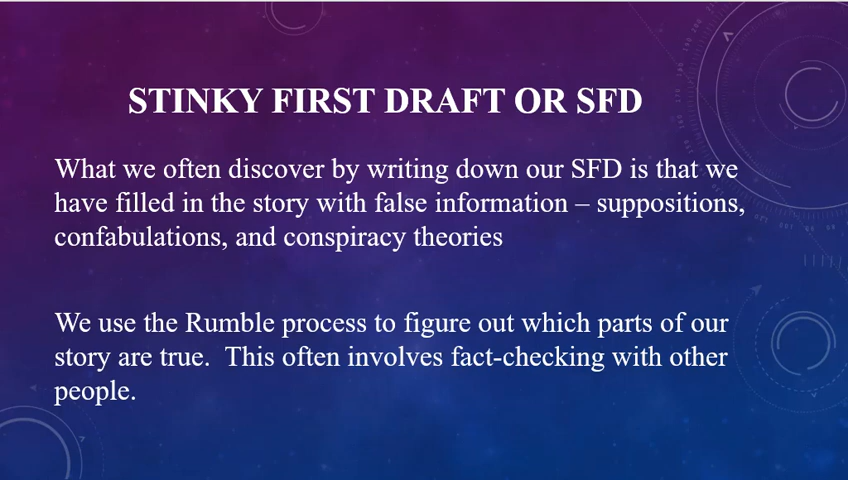 STINKY FIRST DRAFT OR SFD
What we often discover by writing down our SFD is that we
have filled in the story with false information – suppositions,
confabulations, and conspiracy theories
We use the Rumble process to figure out which parts of our
story are true.  This often involves fact-checking with other
people.